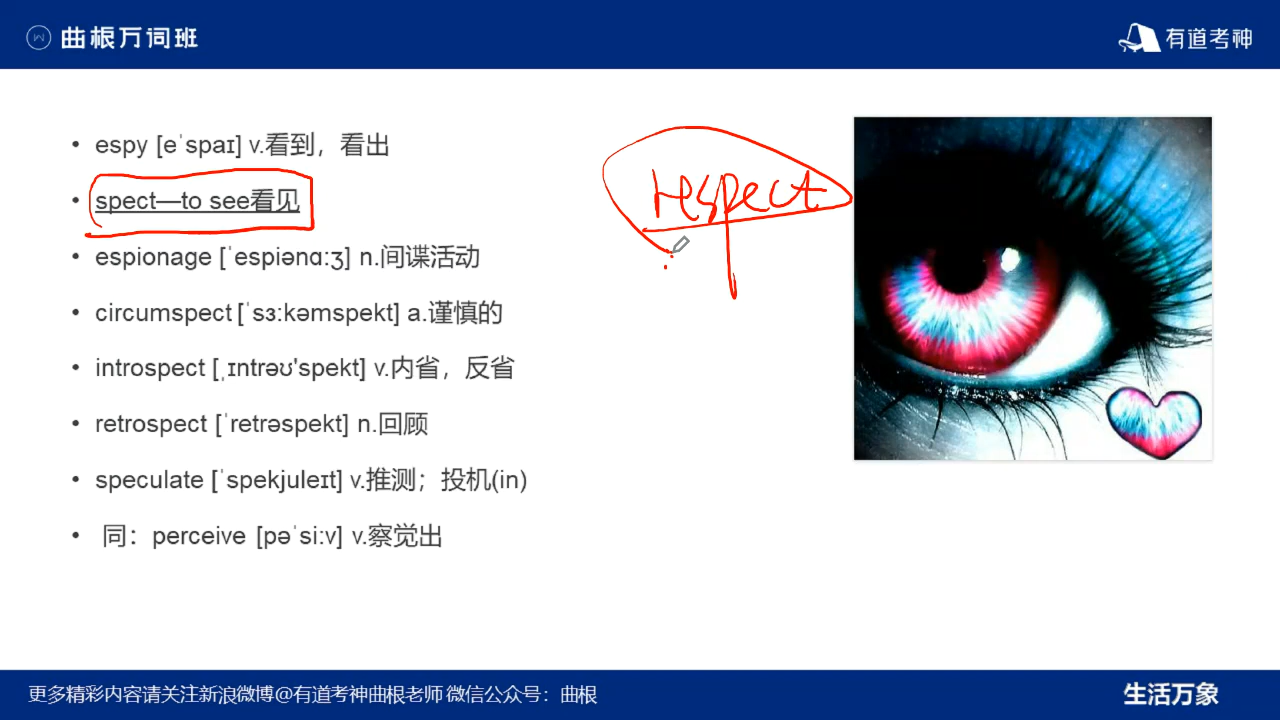 曲根万词班
有道考神
espy [eˈspaɪ] v.看到，看出
spect—to see看见
espionage [ˈespiənɑːʒ] n.间谍活动
circumspect [ˈsɜːkəmspekt] a.谨慎的
introspect [ˌɪntrəʊ'spekt] v.内省，反省
retrospect [ˈretrəspekt] n.回顾
speculate [ˈspekjuleɪt] v.推测；投机(in)
同：perceive [pəˈsiːv] v.察觉出
respect
更多精彩内容请关注新浪微博@有道考神曲根老师 微信公众号：曲根
生活万象